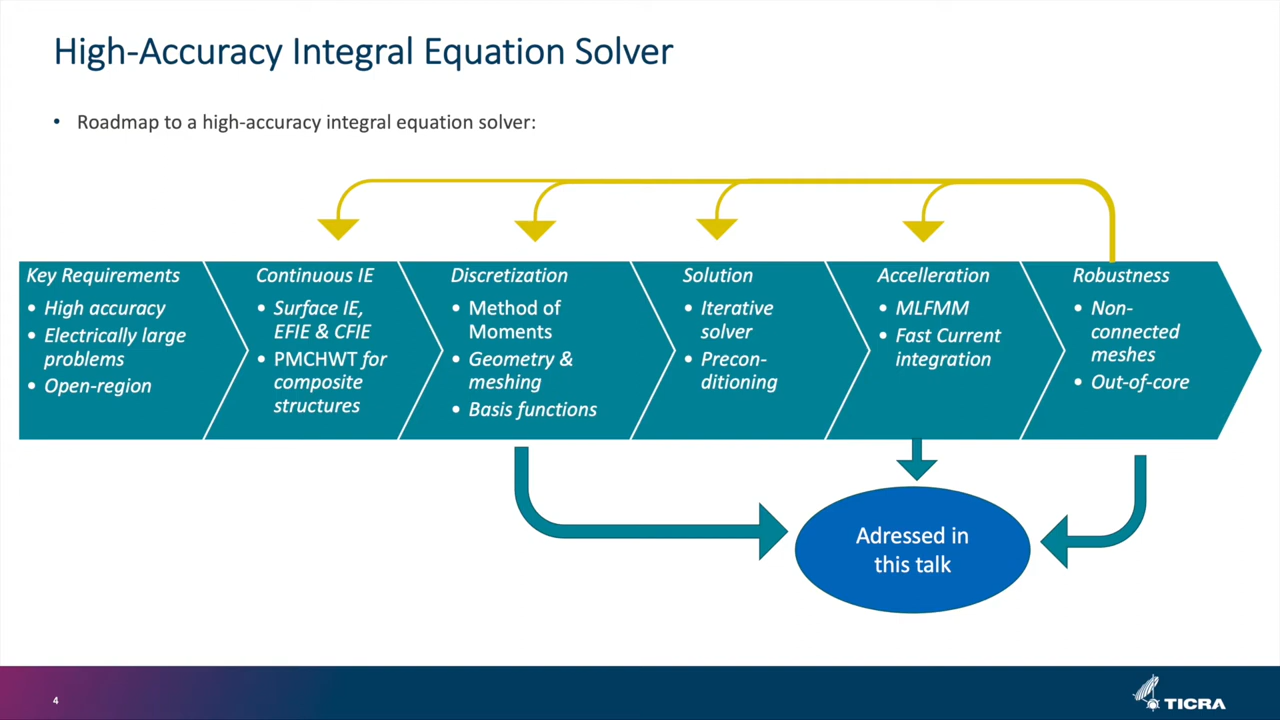 High-Accuracy Integral Equation Solver
• Roadmap to a high-accuracy integral equation solver:
Key Requirements
• High accuracy
• Electrically large
problems
• Open-region
Continuous IE
• Surface IE,
EFIE & CFIE
• PMCHWT for
composite
structures
Discretization
• Method of
Moments
• Geometry &
meshing
• Basis functions
Solution
• Iterative
solver
• Precon-
ditioning
Accelleration
• MLFMM
• Fast Current
integration
Robustness
• Non-
connected
meshes
• Out-of-core
Adressed in
this talk
4
TICRA